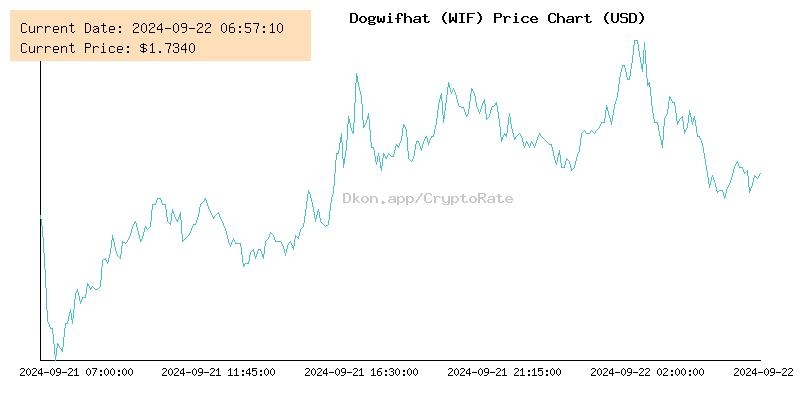 Dogwifhat (WIF) Price Chart (USD)
Current Date: 2024-09-22 06:57:10
Current Price: $1.7340
Dkon.app/CryptoRate
2024-09-21 07:00:00 2024-09-21 11:45:00 2024-09-21 16:30:00 2024-09-21 21:15:00 2024-09-22 02:00:00 2024-09-22